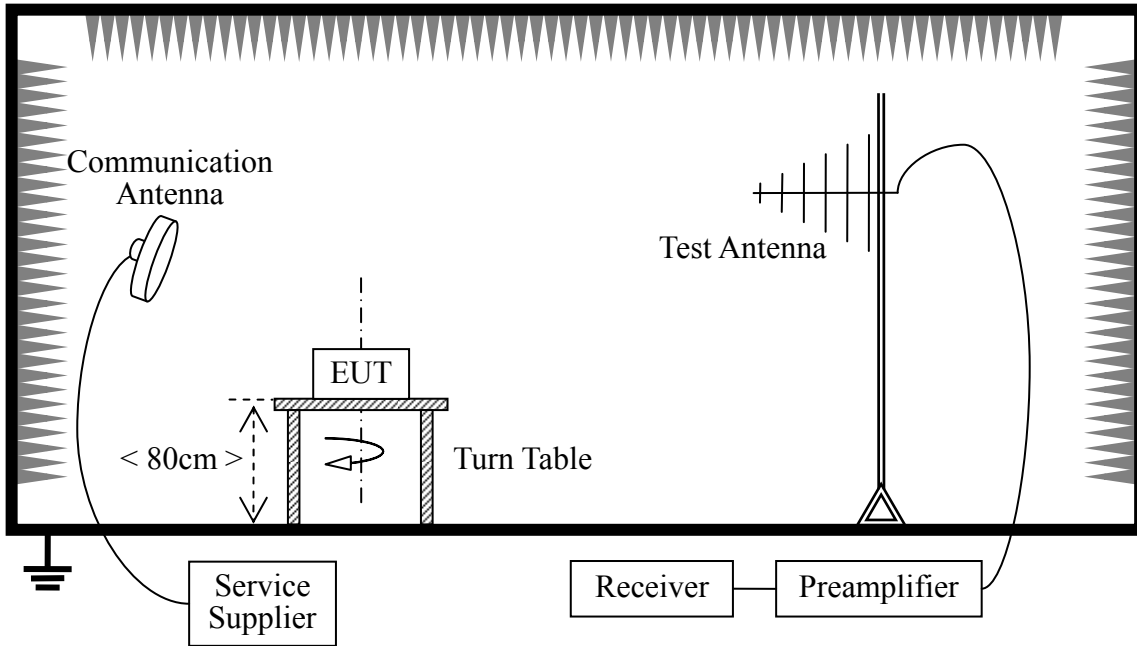 Communication
Antenna
Test Antenna
EUT
< 80cm >
Turn Table
Service
Supplier
Receiver
Preamplifier